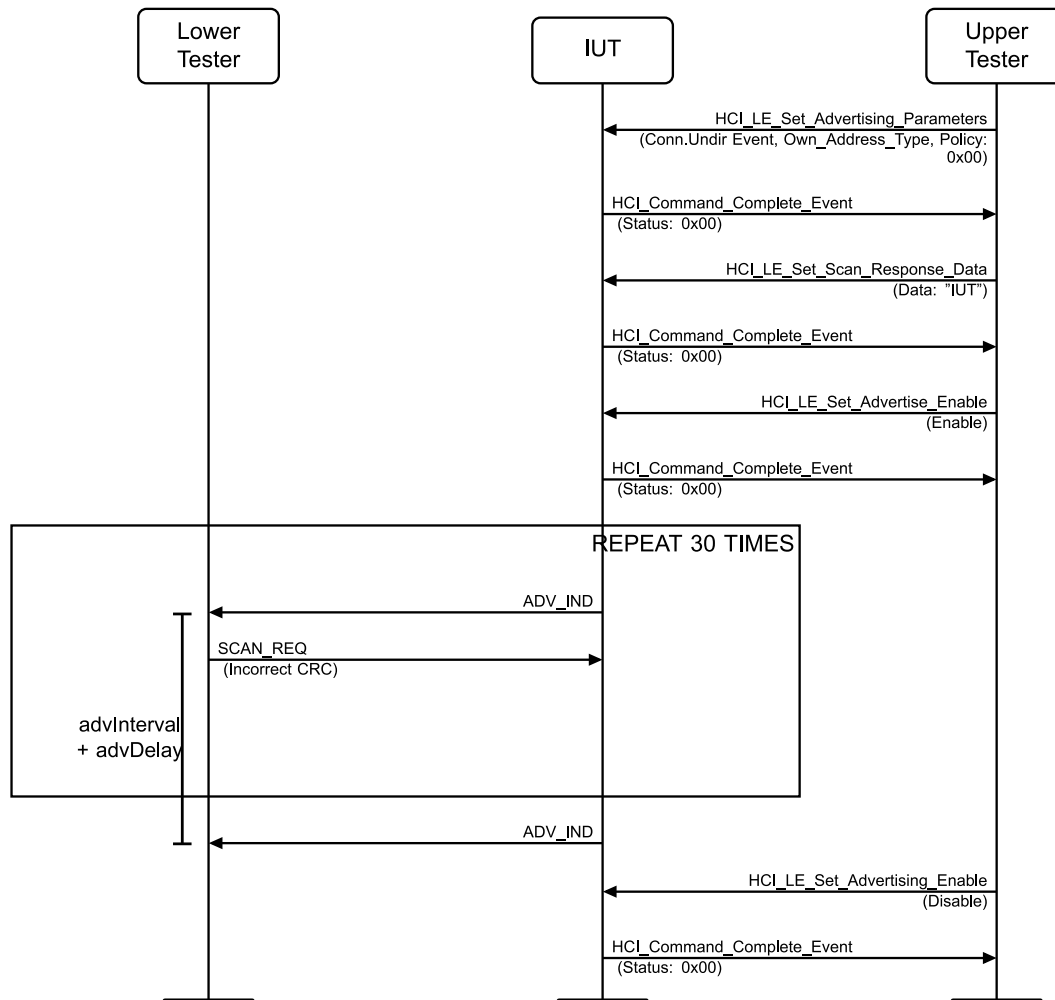 Lower
Tester
IUT
Upper
Tester
HCI_LE_Set_Advertising_Parameters
(Conn.Undir Event, Own_Address_Type, Policy:
0x00)
HCI_Command_Complete_Event
(Status: 0x00)
HCI_LE_Set_Scan_Response_Data
(Data: ”IUT”)
HCI_Command_Complete_Event
(Status: 0x00)
HCI_LE_Set_Advertise_Enable
(Enable)
HCI_Command_Complete_Event
(Status: 0x00)
REPEAT 30 TIMES
ADV_IND
SCAN_REQ
(Incorrect CRC)
advInterval
+ advDelay
ADV_IND
HCI_LE_Set_Advertising_Enable
(Disable)
HCI_Command_Complete_Event
(Status: 0x00)